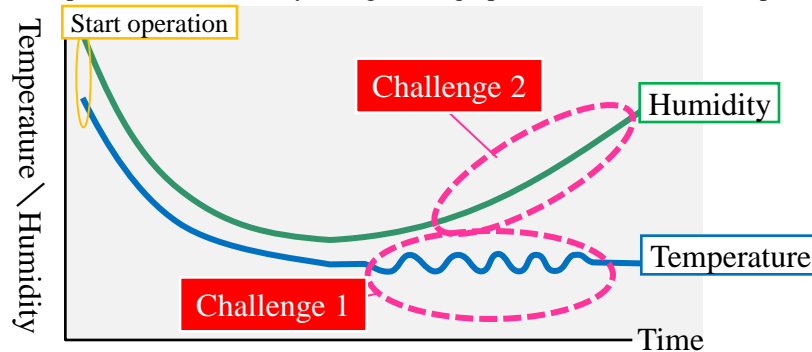 Start operation
Temperature \ Humidity
Challenge 2
Humidity
Temperature
Challenge 1
Time